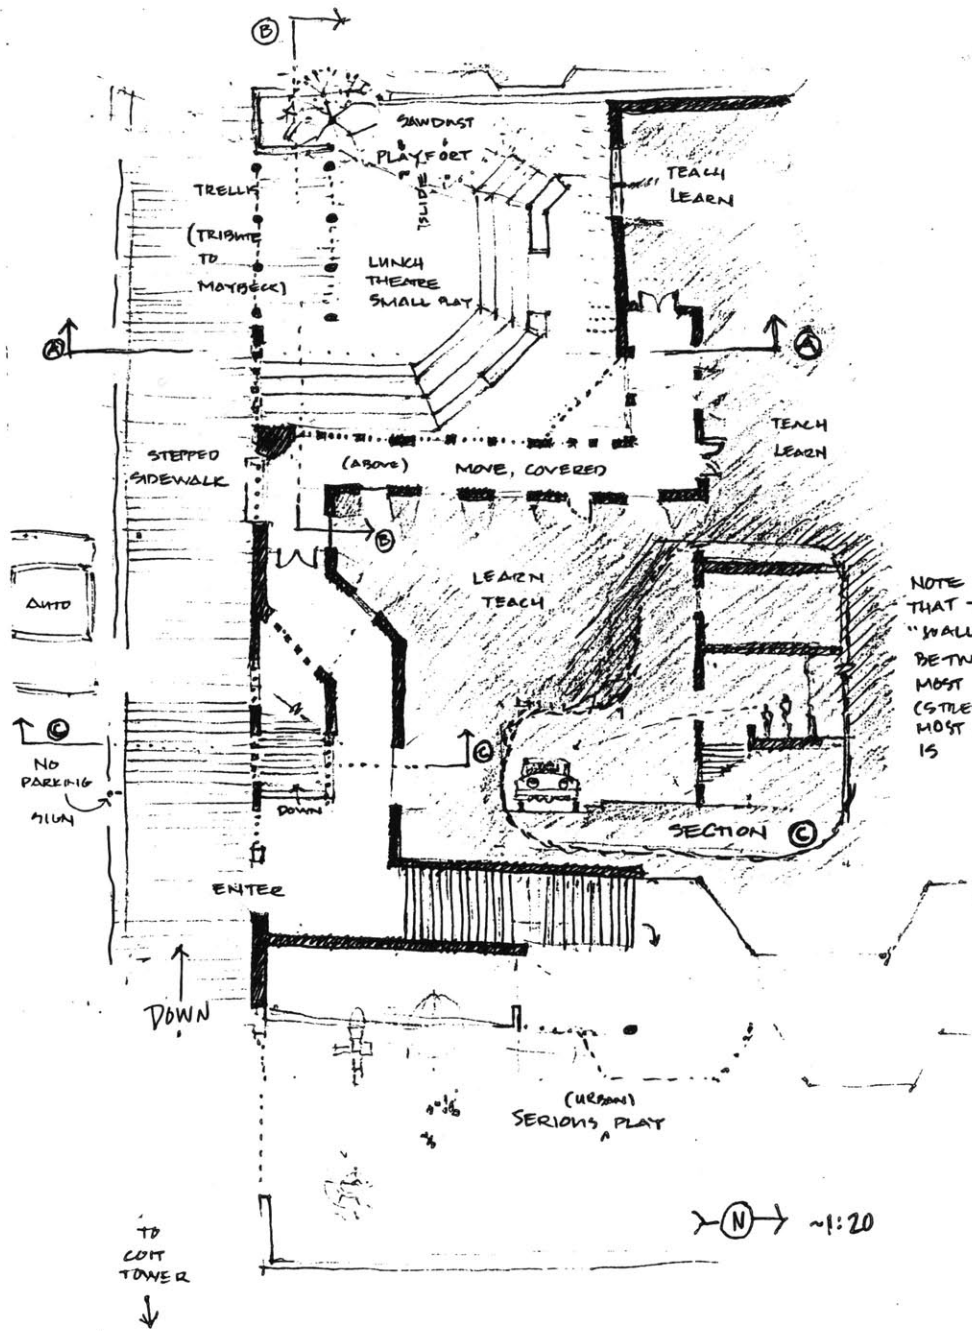 B
SAWDUST
PLAYFORT
SLIDE
TRELLIS
(TRIBUTE
TO
MAYBECK)
LUNCH
THEATRE
SMALL PLAY
TEACH
LEARN
A
A
TEACH
LEARN
STEPPED
SIDEWALK
(ABOVE)
MOVE, COVERED
B
AUTO
LEARN
TEACH
NOTE
THAT -
"WALL
BETW
MOST
(STREE
MOST
IS
C
C
NO
PARKING
SIGN
DOWN
SECTION C
ENTER
DOWN
(URBAN)
SERIOUS PLAY
N
~1:20
TO
COIT
TOWER